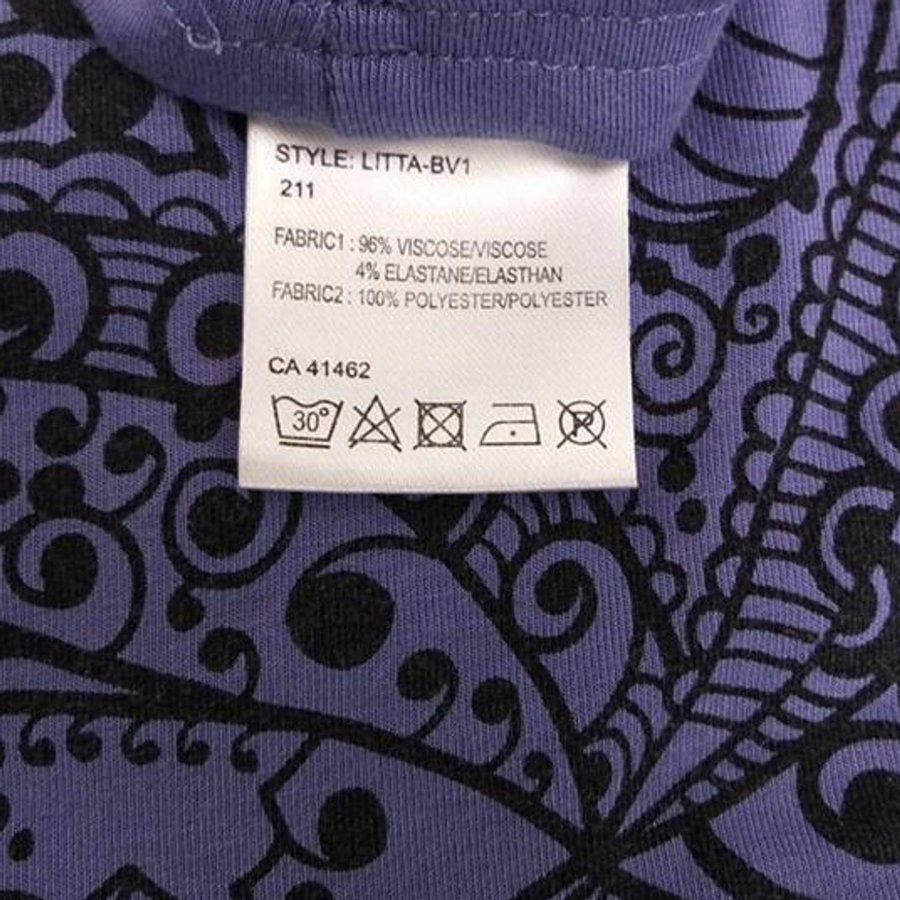 STYLE: LITTA-BV1
211
FABRIC1 : 96% VISCOSE/VISCOSE
4% ELASTANE/ELASTHAN
FABRIC2 : 100% POLYESTER/POLYESTER
CA 41462
30° P